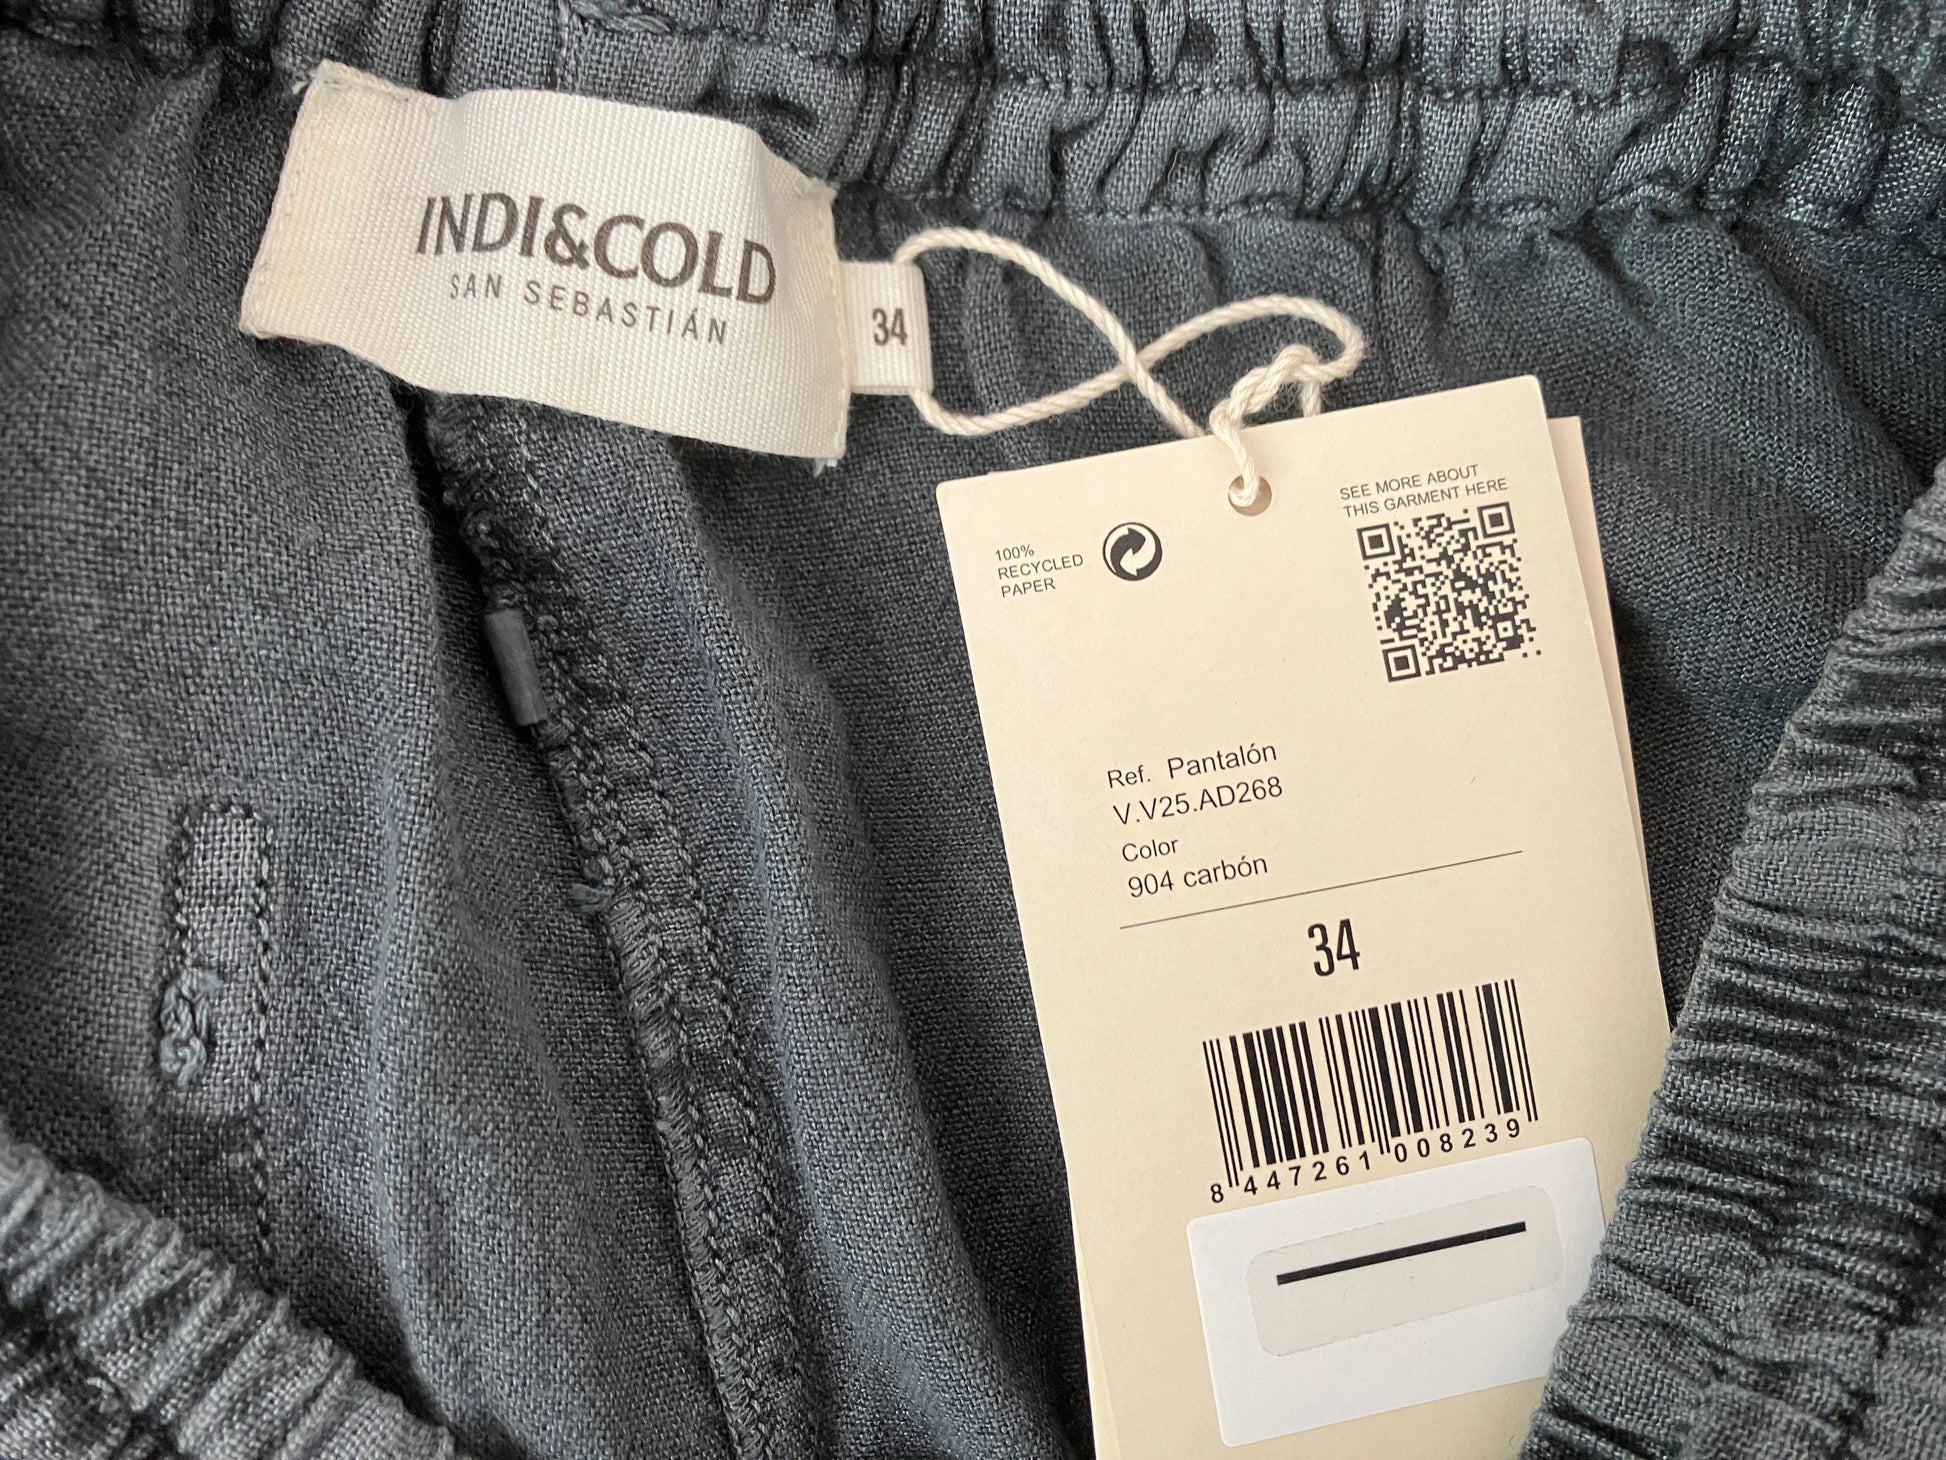 INDI&COLD
SAN SEBASTIÁN
34
SEE MORE ABOUT
THIS GARMENT HERE
100%
RECYCLED
PAPER
Ref. Pantalón
V.V25.AD268
Color
904 carbón
34
8 447261 008239